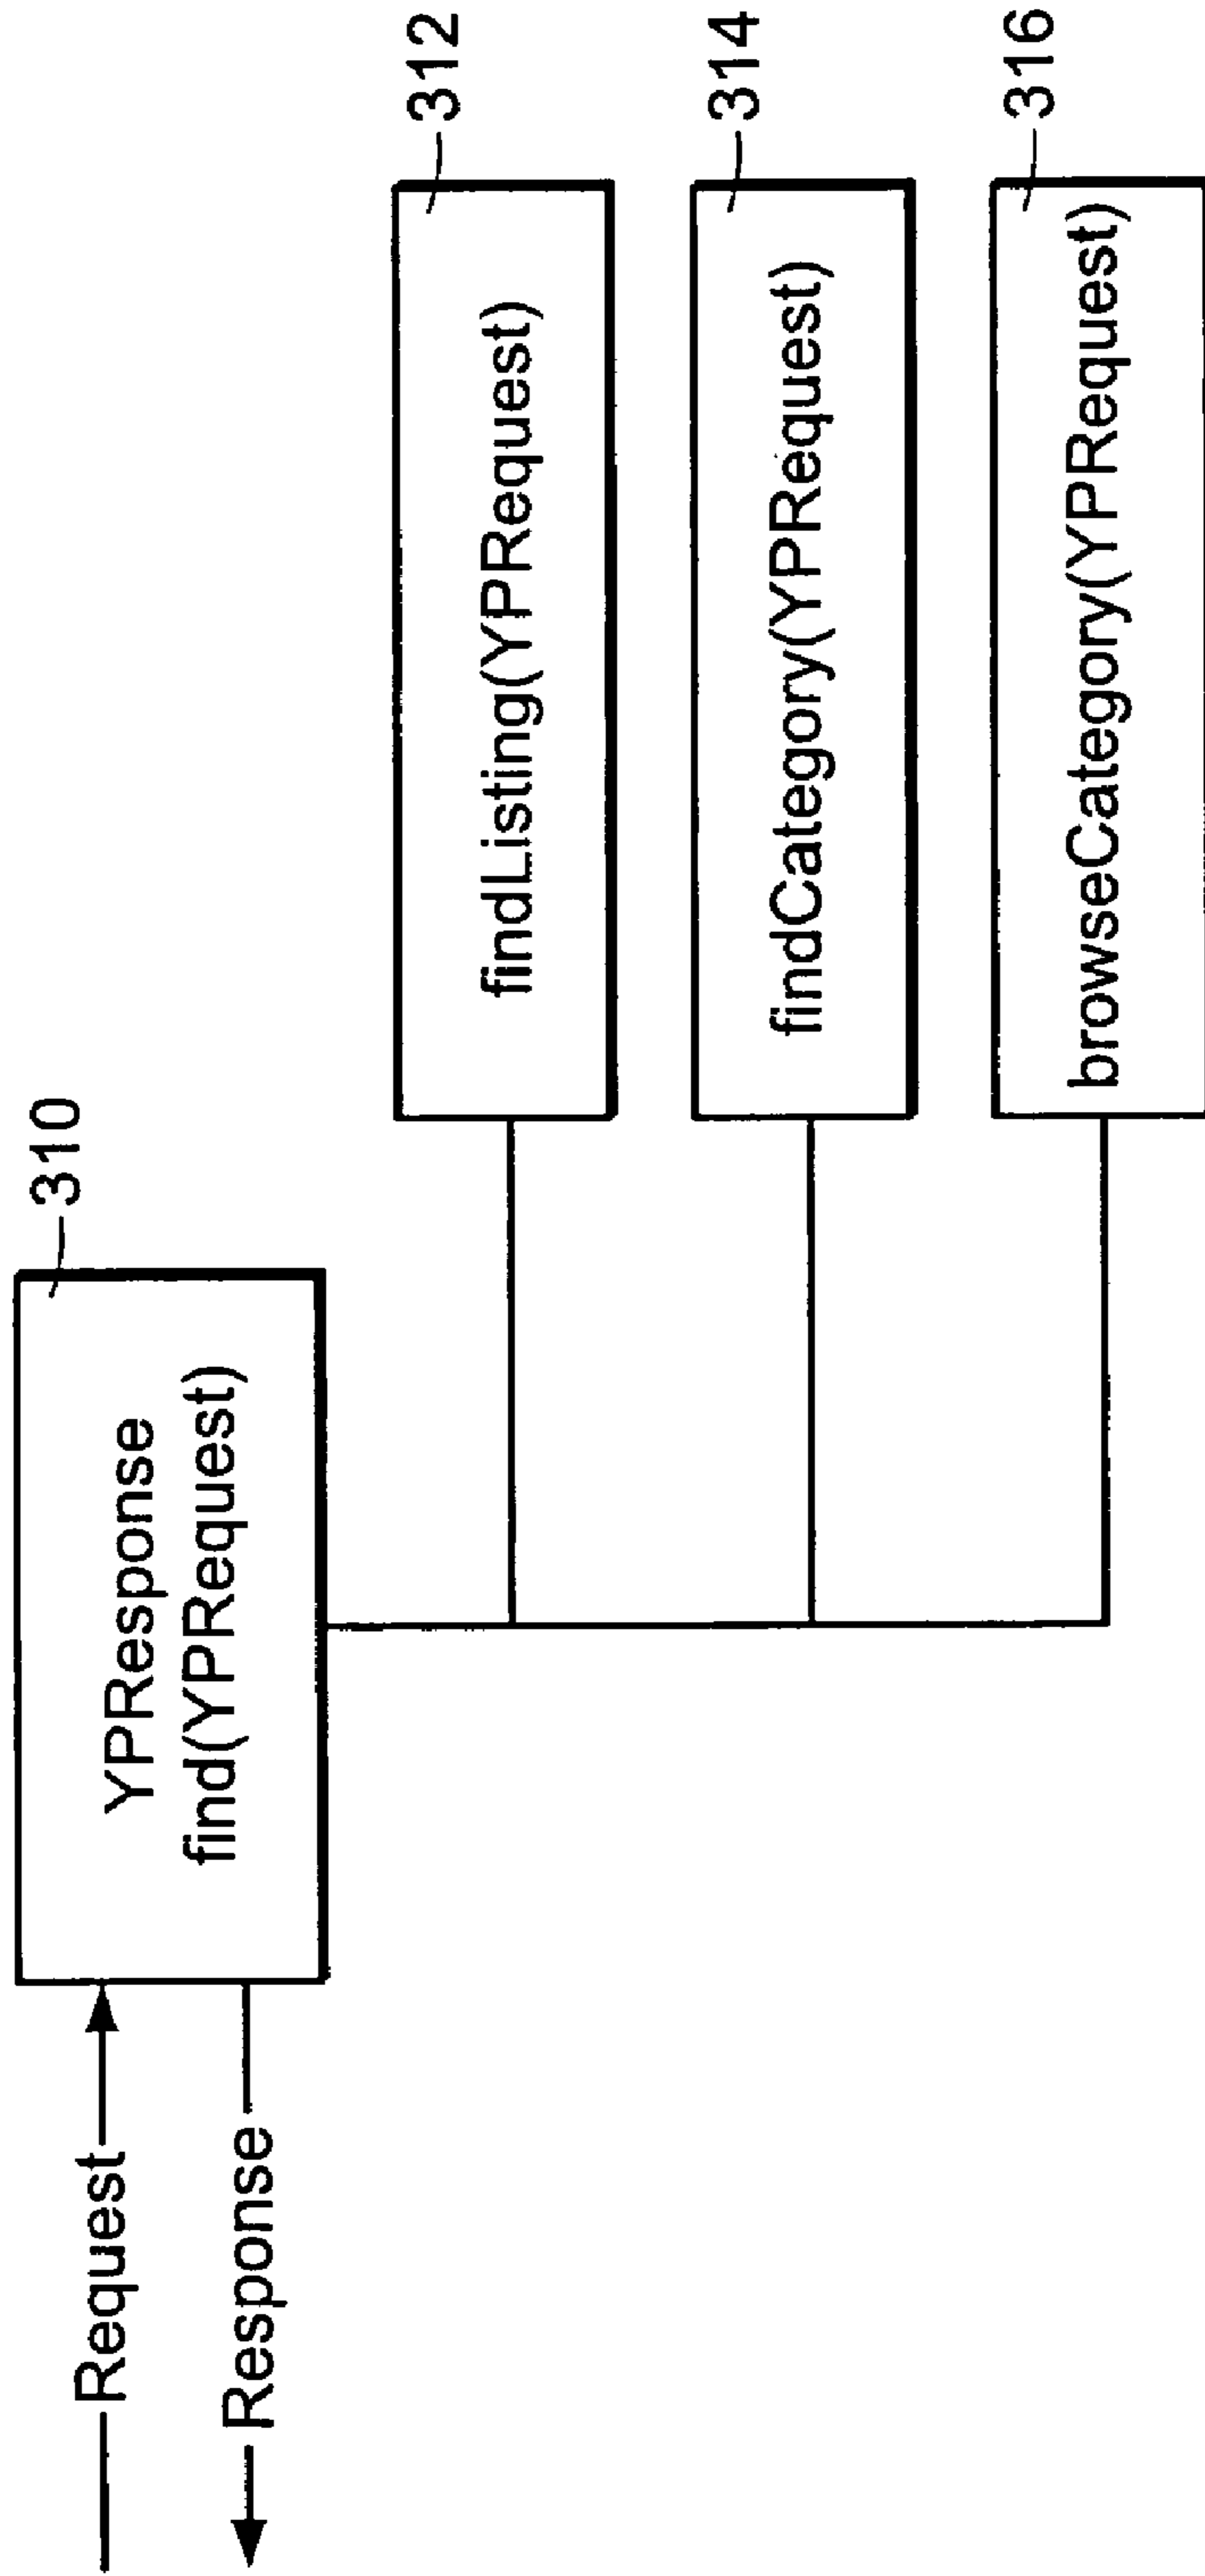 Request
Response
YPResponse
find(YPRequest)
310
findListing(YPRequest)
312
findCategory(YPRequest)
314
browseCategory(YPRequest)
316